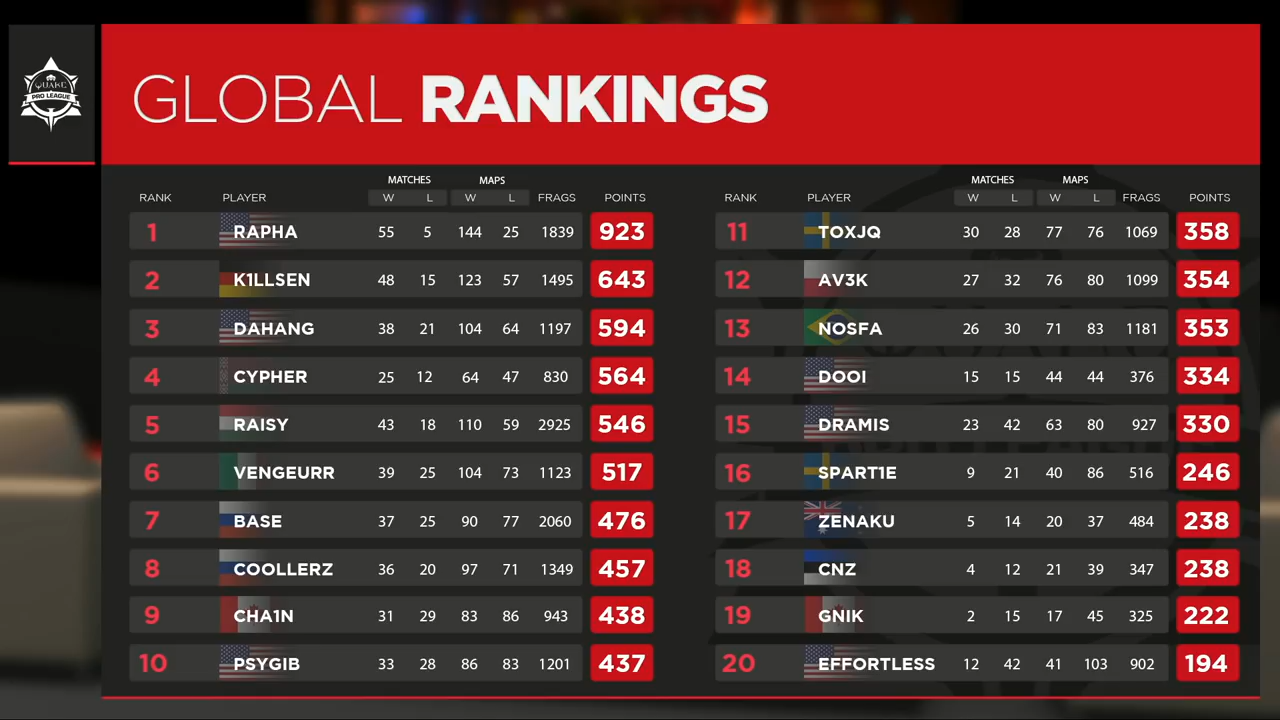 QUAKE
PRO LEAGUE
GLOBAL RANKINGS
MATCHES MAPS
RANK PLAYER W L W L FRAGS POINTS
1 RAPHA 55 5 144 25 1839 923
2 K1LLSEN 48 15 123 57 1495 643
3 DAHANG 38 21 104 64 1197 594
4 CYPHER 25 12 64 47 830 564
5 RAISY 43 18 110 59 2925 546
6 VENGEURR 39 25 104 73 1123 517
7 BASE 37 25 90 77 2060 476
8 COOLLERZ 36 20 97 71 1349 457
9 CHA1N 31 29 83 86 943 438
10 PSYGIB 33 28 86 83 1201 437
MATCHES MAPS
RANK PLAYER W L W L FRAGS POINTS
11 TOXJQ 30 28 77 76 1069 358
12 AV3K 27 32 76 80 1099 354
13 NOSFA 26 30 71 83 1181 353
14 DOOI 15 15 44 44 376 334
15 DRAMIS 23 42 63 80 927 330
16 SPART1E 9 21 40 86 516 246
17 ZENAKU 5 14 20 37 484 238
18 CNZ 4 12 21 39 347 238
19 GNIK 2 15 17 45 325 222
20 EFFORTLESS 12 42 41 103 902 194